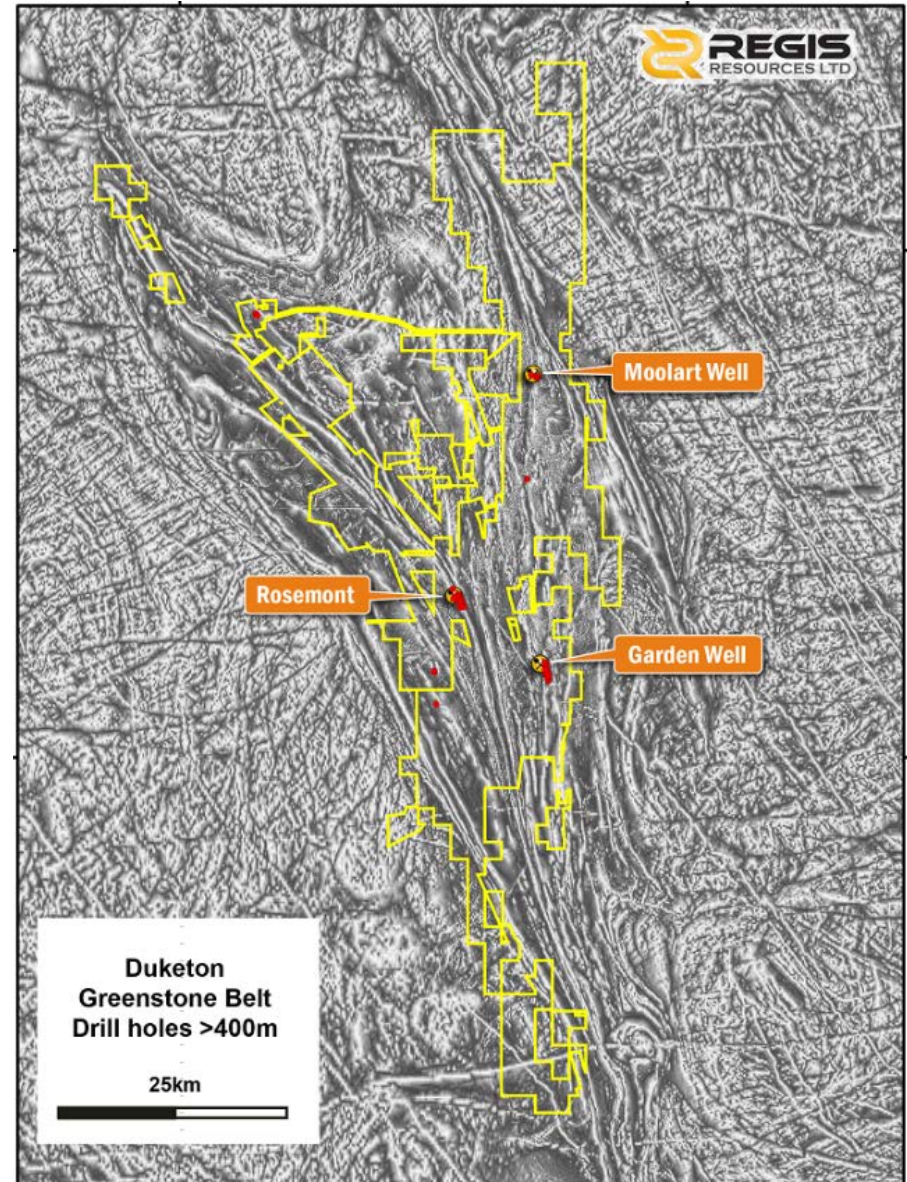 REGIS
RESOURCES LTD
Moolart Well
Rosemont
Garden Well
Duketon
Greenstone Belt
Drill holes >400m
25km